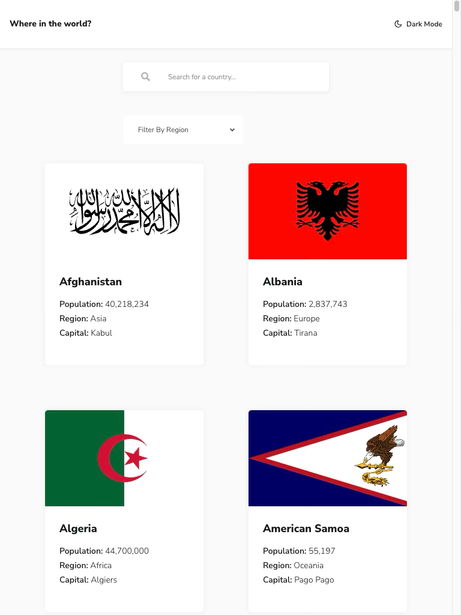 Where in the world?
Dark Mode
Search for a country...
Filter By Region
لا إله إلا الله محمد رسول الله
Afghanistan
Population: 40,218,234
Region: Asia
Capital: Kabul
Albania
Population: 2,837,743
Region: Europe
Capital: Tirana
Algeria
Population: 44,700,000
Region: Africa
Capital: Algiers
American Samoa
Population: 55,197
Region: Oceania
Capital: Pago Pago